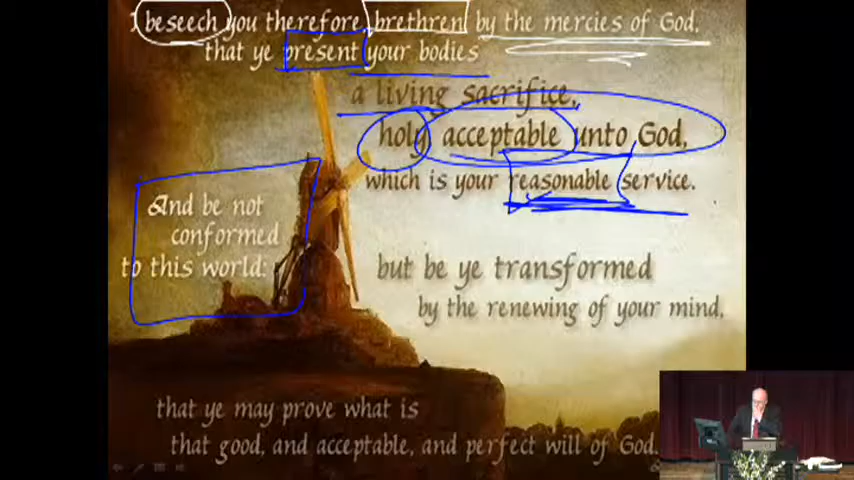 I beseech you therefore, brethren, by the mercies of God,
that ye present your bodies
a living sacrifice,
holy, acceptable unto God,
which is your reasonable service.
And be not
conformed
to this world:
but be ye transformed
by the renewing of your mind,
that ye may prove what is
that good, and acceptable, and perfect will of God.